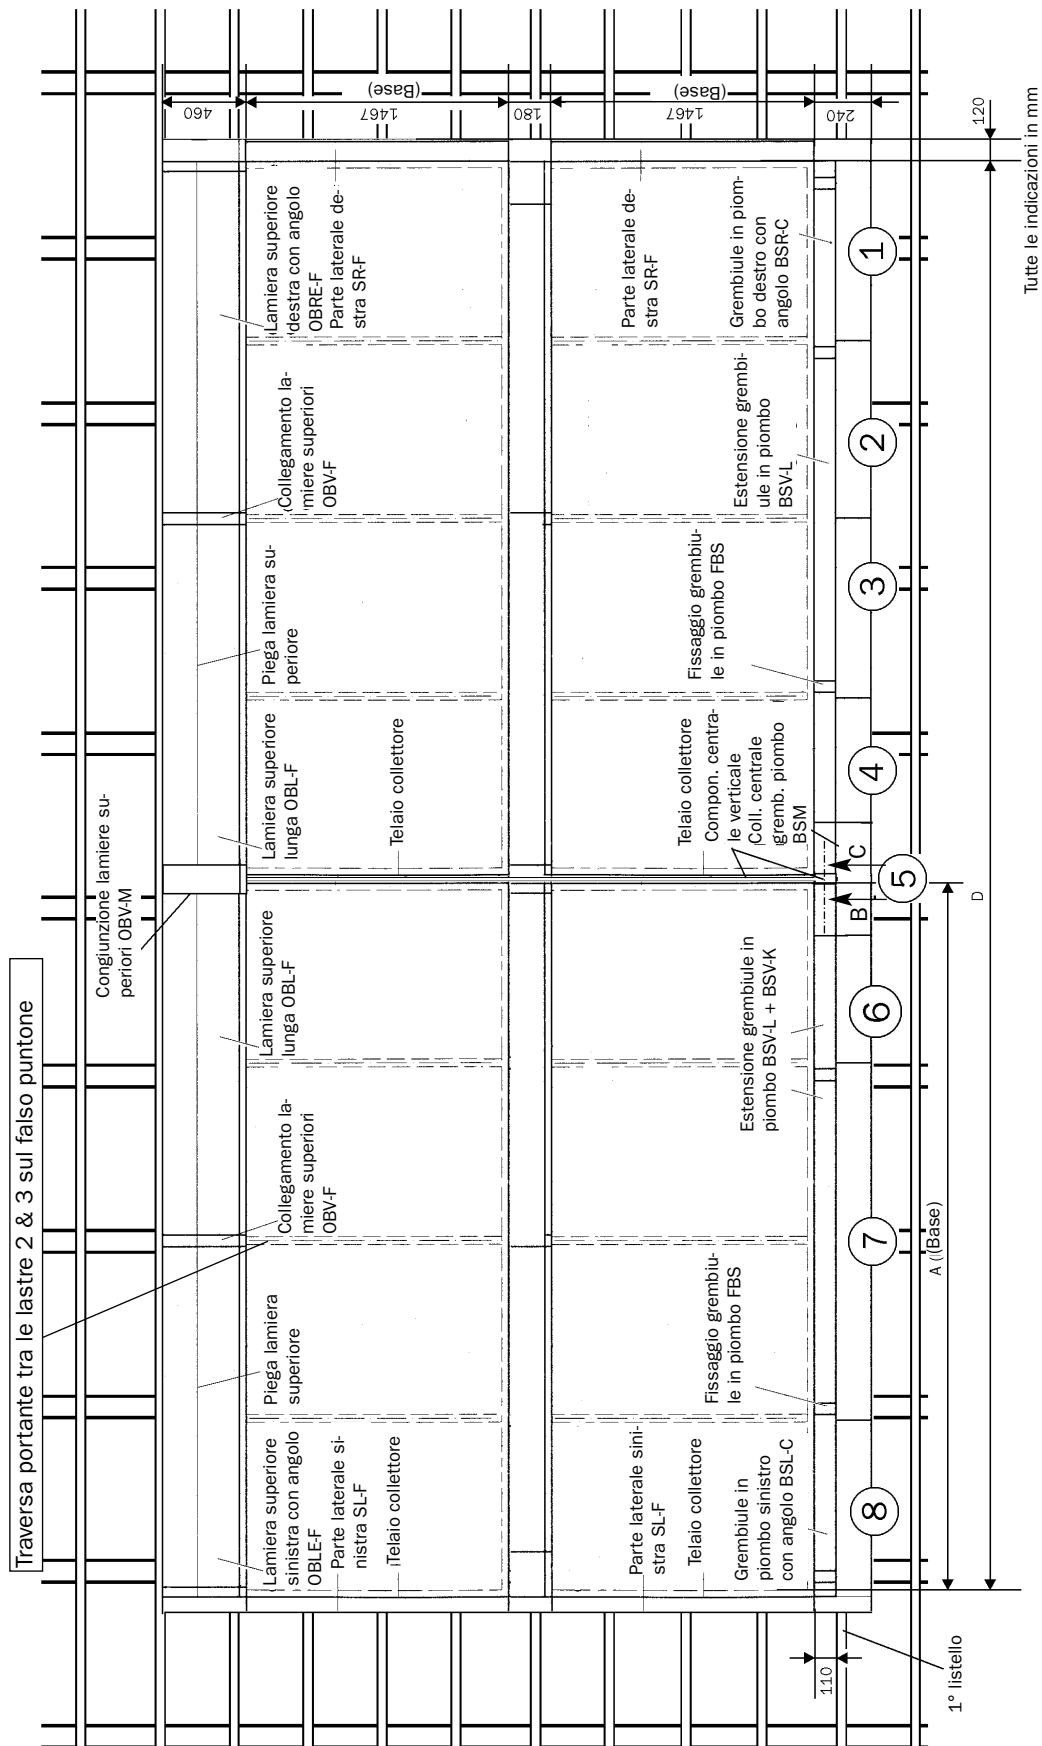 Traversa portante tra le lastre 2 & 3 sul falso puntone
Congiunzione lamiere su-
periori OBV-M
460
1467
(Base)
180
1467
(Base)
240
120
Tutte le indicazioni in mm
Lamiera superiore
sinistra con angolo
OBLE-F
Parte laterale si-
nistra SL-F
Telaio collettore
Piega lamiera
superiore
Collegamento la-
miere superiori
OBV-F
Lamiera superiore
lunga OBL-F
Lamiera superiore
lunga OBL-F
Telaio collettore
Piega lamiera su-
periore
Collegamento la-
miere superiori
OBV-F
Lamiera superiore
destra con angolo
OBRE-F
Parte laterale de-
stra SR-F
Parte laterale sini-
stra SL-F
Telaio collettore
Grembiule in
piombo sinistro
con angolo BSL-C
Fissaggio grembiu-
le in piombo FBS
Estensione grembiule in
piombo BSV-L + BSV-K
Telaio collettore
Compon. centra-
le verticale
Coll. centrale
gremb. piombo
BSM
Fissaggio grembiu-
le in piombo FBS
Estensione grembi-
ule in piombo
BSV-L
Parte laterale de-
stra SR-F
Grembiule in piom-
bo destro con
angolo BSR-C
110
8
7
6
B
5
C
4
3
2
1
A (Base)
D
1° listello